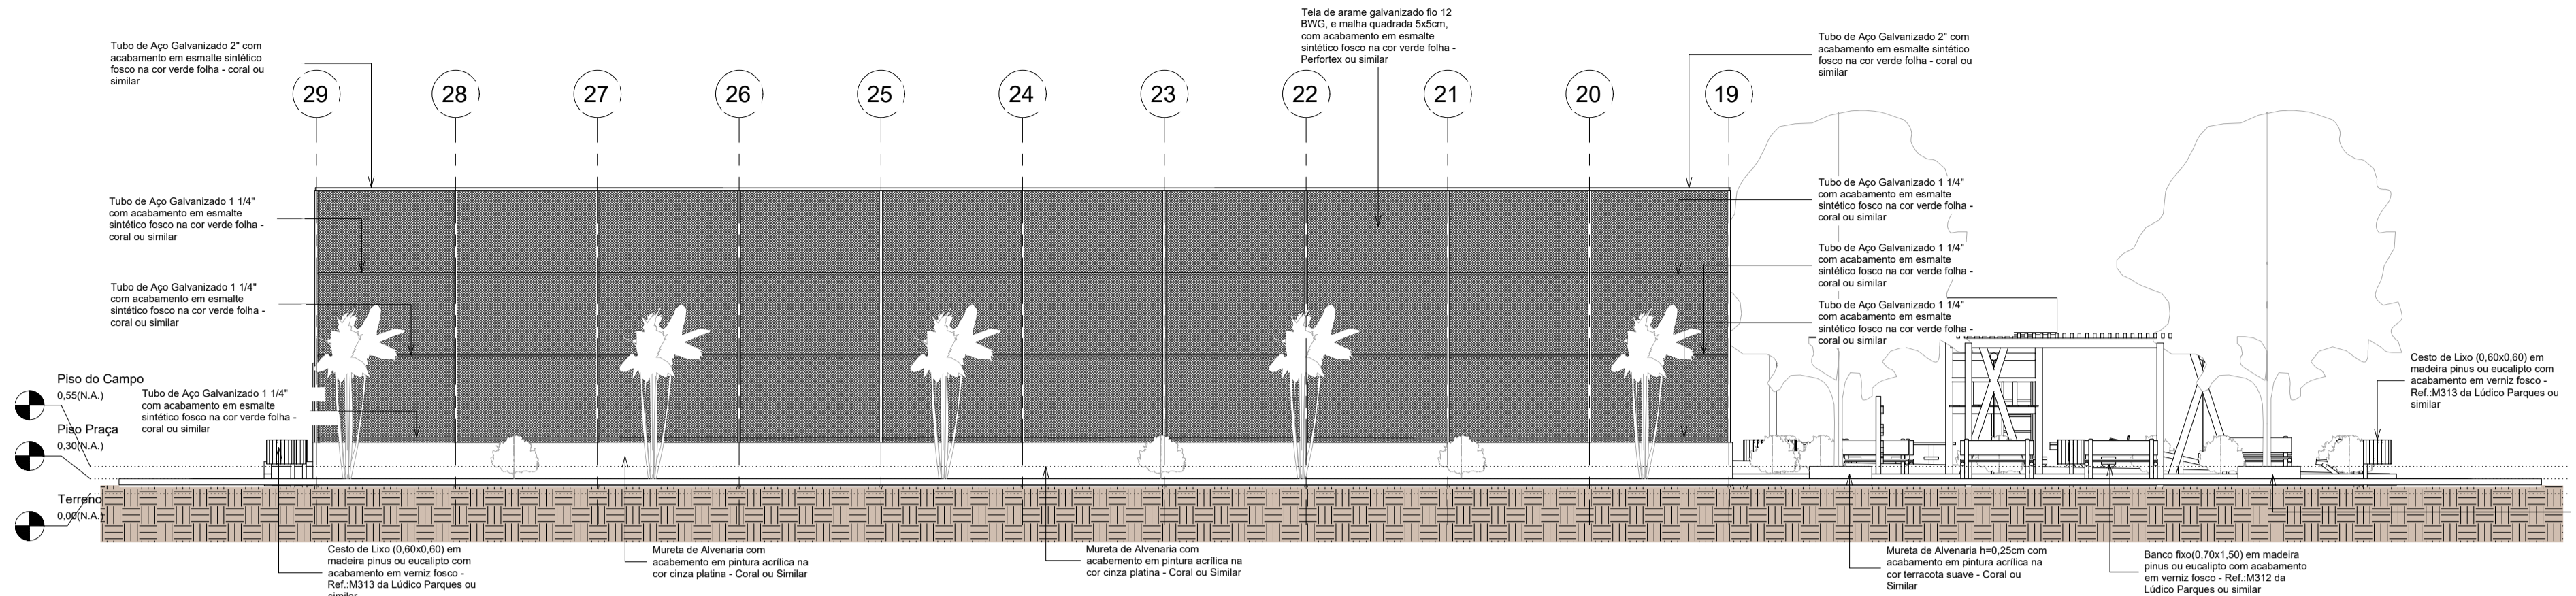 Tela de arame galvanizado fio 12
BWG, e malha quadrada 5x5cm,
com acabamento em esmalte
sintético fosco na cor verde folha -
Perfortex ou similar
Tubo de Aço Galvanizado 2" com
acabamento em esmalte sintético
fosco na cor verde folha - coral ou
similar
Tubo de Aço Galvanizado 2" com
acabamento em esmalte sintético
fosco na cor verde folha - coral ou
similar
29
28
27
26
25
24
23
22
21
20
19
Tubo de Aço Galvanizado 1 1/4"
com acabamento em esmalte
sintético fosco na cor verde folha -
coral ou similar
Tubo de Aço Galvanizado 1 1/4"
com acabamento em esmalte
sintético fosco na cor verde folha -
coral ou similar
Tubo de Aço Galvanizado 1 1/4"
com acabamento em esmalte
sintético fosco na cor verde folha -
coral ou similar
Tubo de Aço Galvanizado 1 1/4"
com acabamento em esmalte
sintético fosco na cor verde folha -
coral ou similar
Tubo de Aço Galvanizado 1 1/4"
com acabamento em esmalte
sintético fosco na cor verde folha -
coral ou similar
Cesto de Lixo (0,60x0,60) em
madeira pinus ou eucalipto com
acabamento em verniz fosco -
Ref.:M313 da Lúdico Parques ou
similar
Piso do Campo
0,55(N.A.)
Tubo de Aço Galvanizado 1 1/4"
com acabamento em esmalte
sintético fosco na cor verde folha -
coral ou similar
Piso Praça
0,30(N.A.)
Terreno
0,00(N.A.)
Cesto de Lixo (0,60x0,60) em
madeira pinus ou eucalipto com
acabamento em verniz fosco -
Ref.:M313 da Lúdico Parques ou
similar
Mureta de Alvenaria com
acabemento em pintura acrílica na
cor cinza platina - Coral ou Similar
Mureta de Alvenaria com
acabemento em pintura acrílica na
cor cinza platina - Coral ou Similar
Mureta de Alvenaria h=0,25cm com
acabamento em pintura acrílica na
cor terracota suave - Coral ou
Similar
Banco fixo(0,70x1,50) em madeira
pinus ou eucalipto com acabamento
em verniz fosco - Ref.:M312 da
Lúdico Parques ou similar